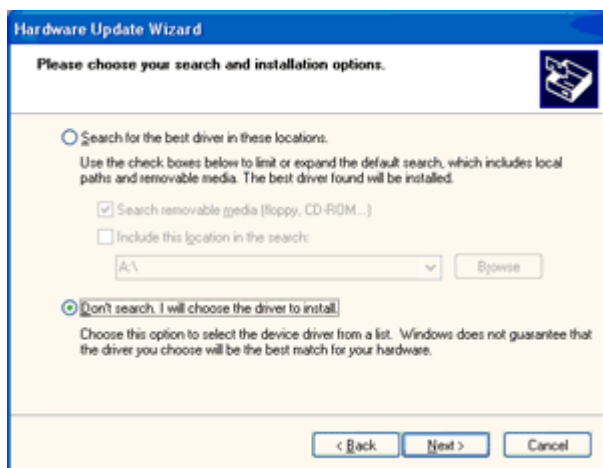 Hardware Update Wizard
Please choose your search and installation options.
Search for the best driver in these locations.
Use the check boxes below to limit or expand the default search, which includes local
paths and removable media. The best driver found will be installed.
Search removable media (floppy, CD-ROM...)
Include this location in the search:
A:\
Browse
Don't search. I will choose the driver to install.
Choose this option to select the device driver from a list. Windows does not guarantee that
the driver you choose will be the best match for your hardware.
< Back
Next >
Cancel